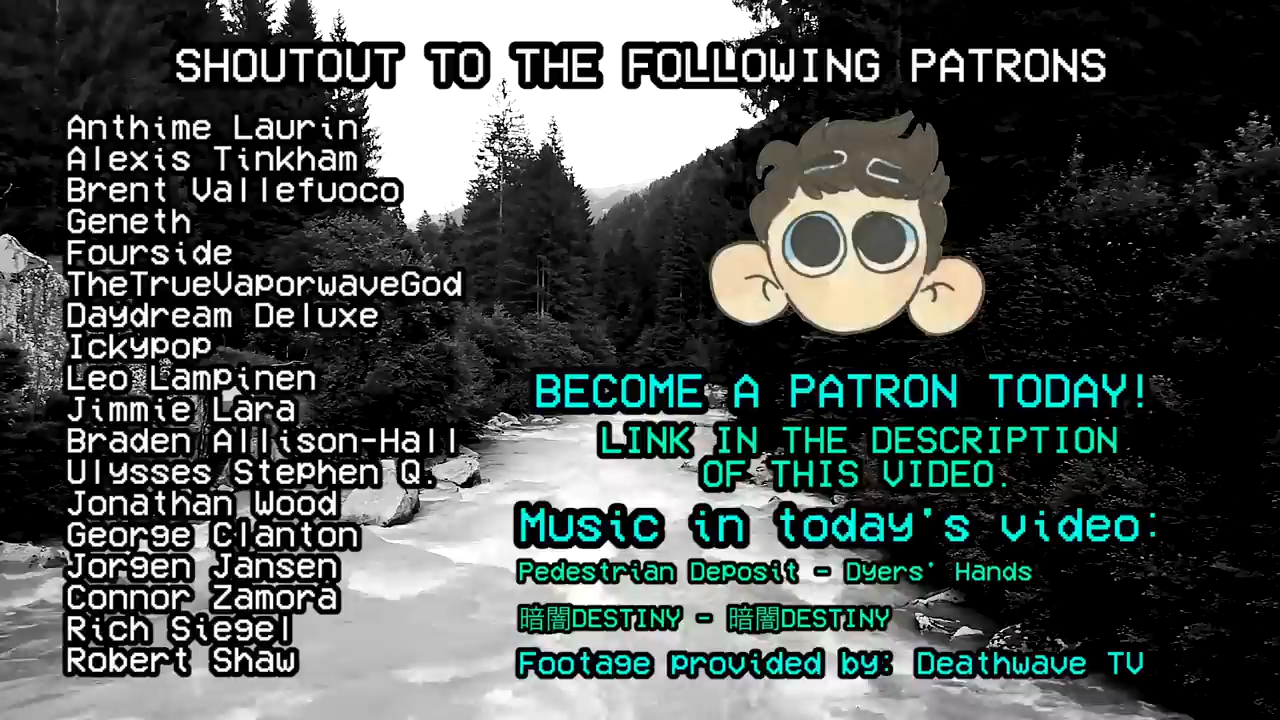 SHOUTOUT TO THE FOLLOWING PATRONS
Anthime Laurin
Alexis Tinkham
Brent Vallefuoco
Geneth
Fourside
TheTrueVaporwaveGod
Daydream Deluxe
Ickypop
Leo Lampinen
Jimmie Lara
Braden Allison-Hall
Ulysses Stephen Q.
Jonathan Wood
George Clanton
Jorgen Jansen
Connor Zamora
Rich Siegel
Robert Shaw
BECOME A PATRON TODAY!
LINK IN THE DESCRIPTION
OF THIS VIDEO.
Music in today's video:
Pedestrian Deposit - Dyers' Hands
暗闇DESTINY - 暗闇DESTINY
Footage provided by: Deathwave TV